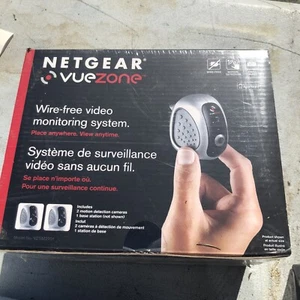 NETGEAR®
vuezone™
Wire-free video
monitoring system.
Place anywhere. View anytime.
Système de surveillance
vidéo sans aucun fil.
Se place n'importe où.
Pour une surveillance continue.
Includes
2 motion detection cameras
1 base station (not shown)
Inclut
2 caméras à détection de mouvement
1 station de base